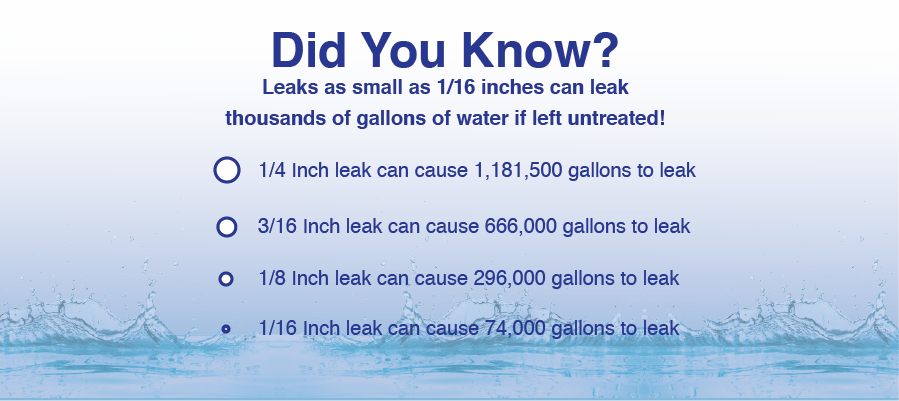 Did You Know?
Leaks as small as 1/16 inches can leak
thousands of gallons of water if left untreated!
1/4 Inch leak can cause 1,181,500 gallons to leak
3/16 Inch leak can cause 666,000 gallons to leak
1/8 Inch leak can cause 296,000 gallons to leak
1/16 Inch leak can cause 74,000 gallons to leak